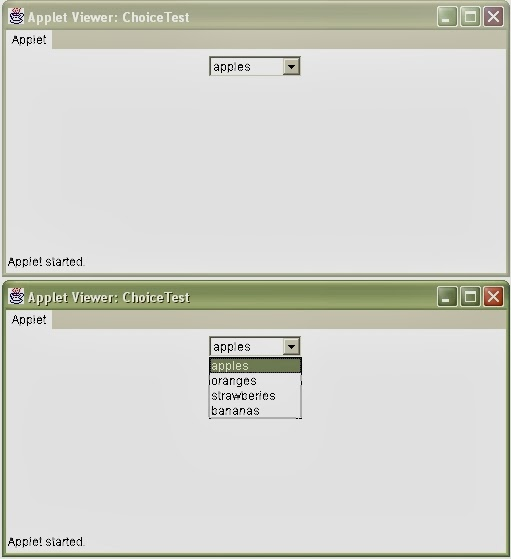 Applet Viewer: ChoiceTest
Applet
apples
Applet started.
Applet Viewer: ChoiceTest
Applet
apples
apples
oranges
strawberies
bananas
Applet started.